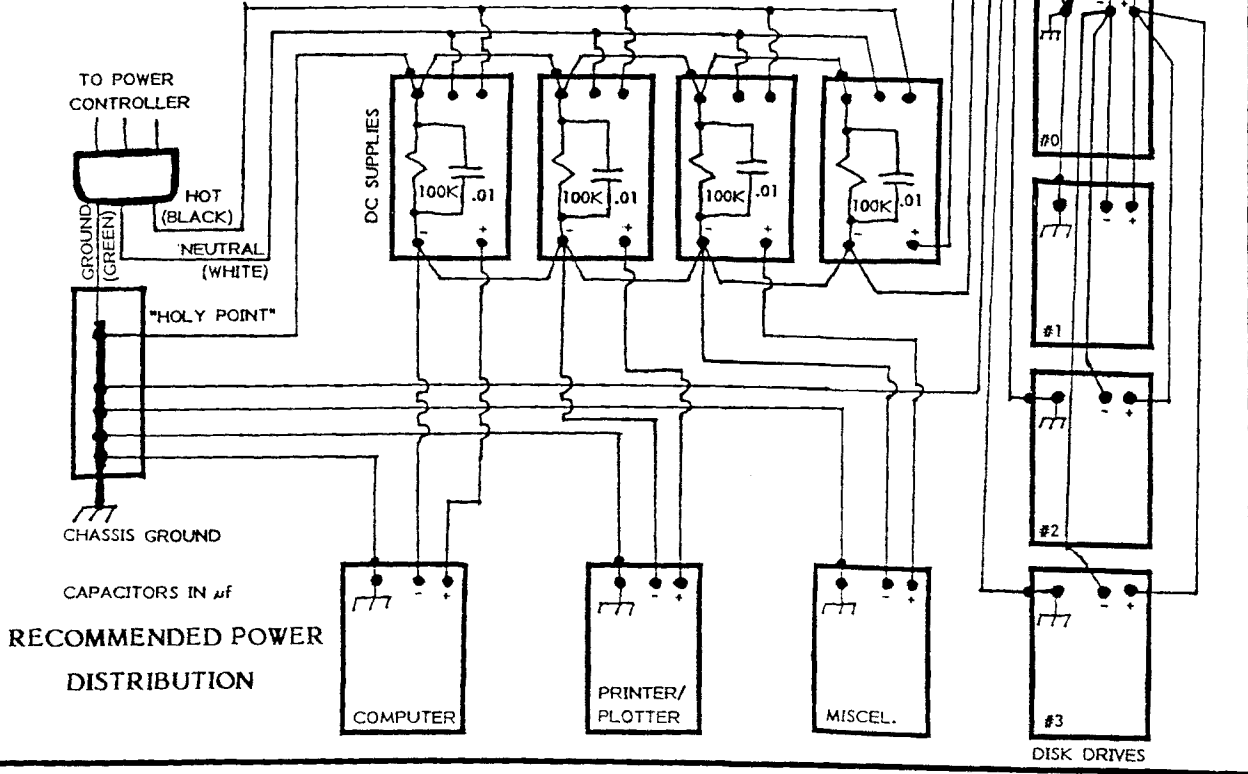 TO POWER
CONTROLLER
HOT
(BLACK)
GROUND
(GREEN)
'NEUTRAL
(WHITE)
"HOLY POINT"
CHASSIS GROUND
CAPACITORS IN µf
RECOMMENDED POWER
DISTRIBUTION
DC SUPPLIES
100K
.01
- +
100K
.01
- +
100K
.01
- +
100K
.01
- +
- +
COMPUTER
- +
PRINTER/
PLOTTER
- +
MISCEL.
- +
#0
- +
#1
- +
#2
- +
#3
DISK DRIVES